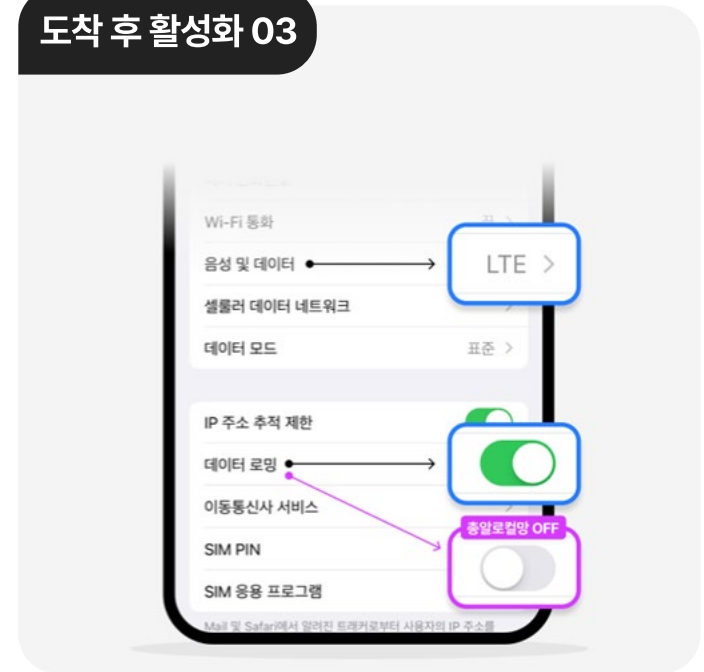 도착 후 활성화 03
Wi-Fi 통화
음성 및 데이터
LTE
셀룰러 데이터 네트워크
데이터 모드
표준
IP 주소 추적 제한
데이터 로밍
이동통신사 서비스
총알로컬망 OFF
SIM PIN
SIM 응용 프로그램
Mail 및 Safari에서 알려진 트래커로부터 사용자의 IP 주소를